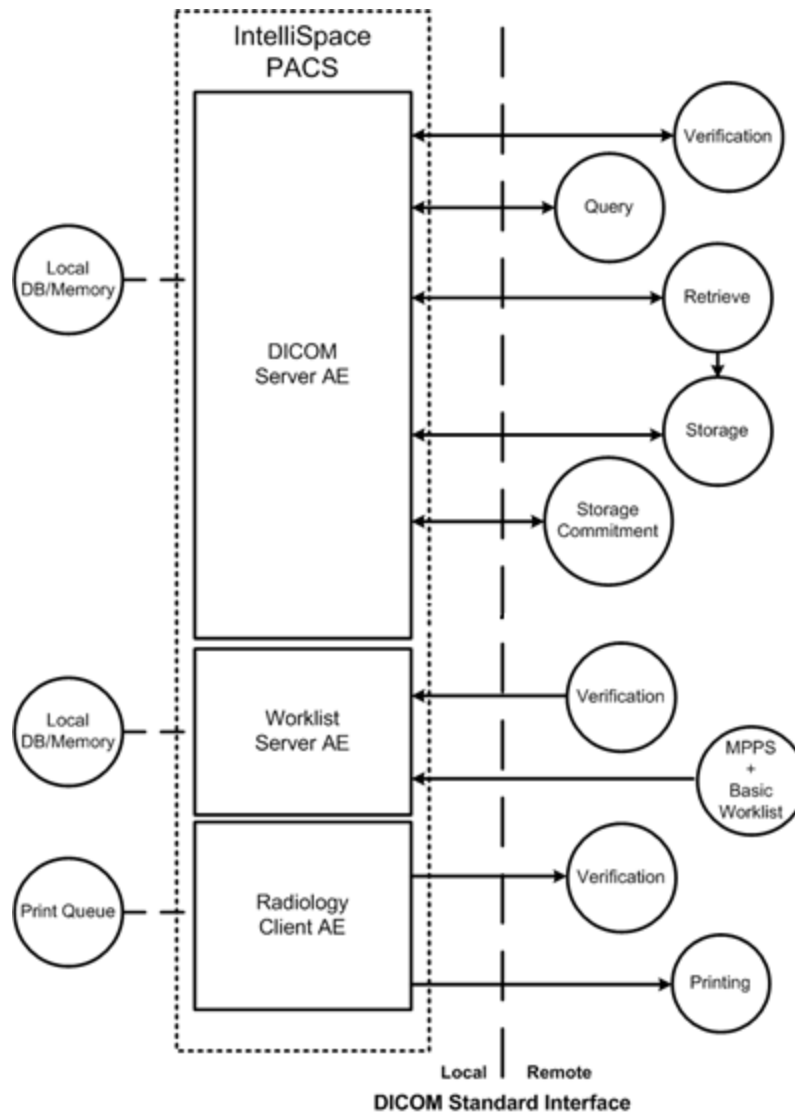 IntelliSpace
PACS
Verification
Query
Local
DB/Memory
Retrieve
DICOM
Server AE
Storage
Storage
Commitment
Verification
Local
DB/Memory
Worklist
Server AE
MPPS
+
Basic
Worklist
Verification
Print Queue
Radiology
Client AE
Printing
Local
Remote
DICOM Standard Interface